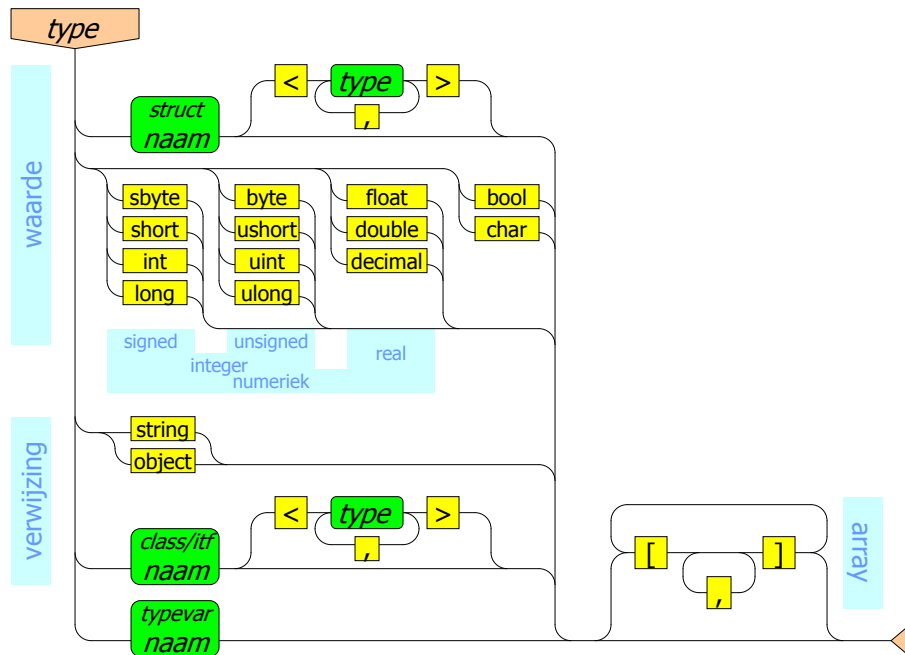 type
waarde
struct
naam
< type >
,
sbyte byte float bool
short ushort double char
int uint decimal
long ulong
signed unsigned real
integer
numeriek
verwijzing
string
object
class/itf
naam
< type >
,
[ , ]
array
typevar
naam